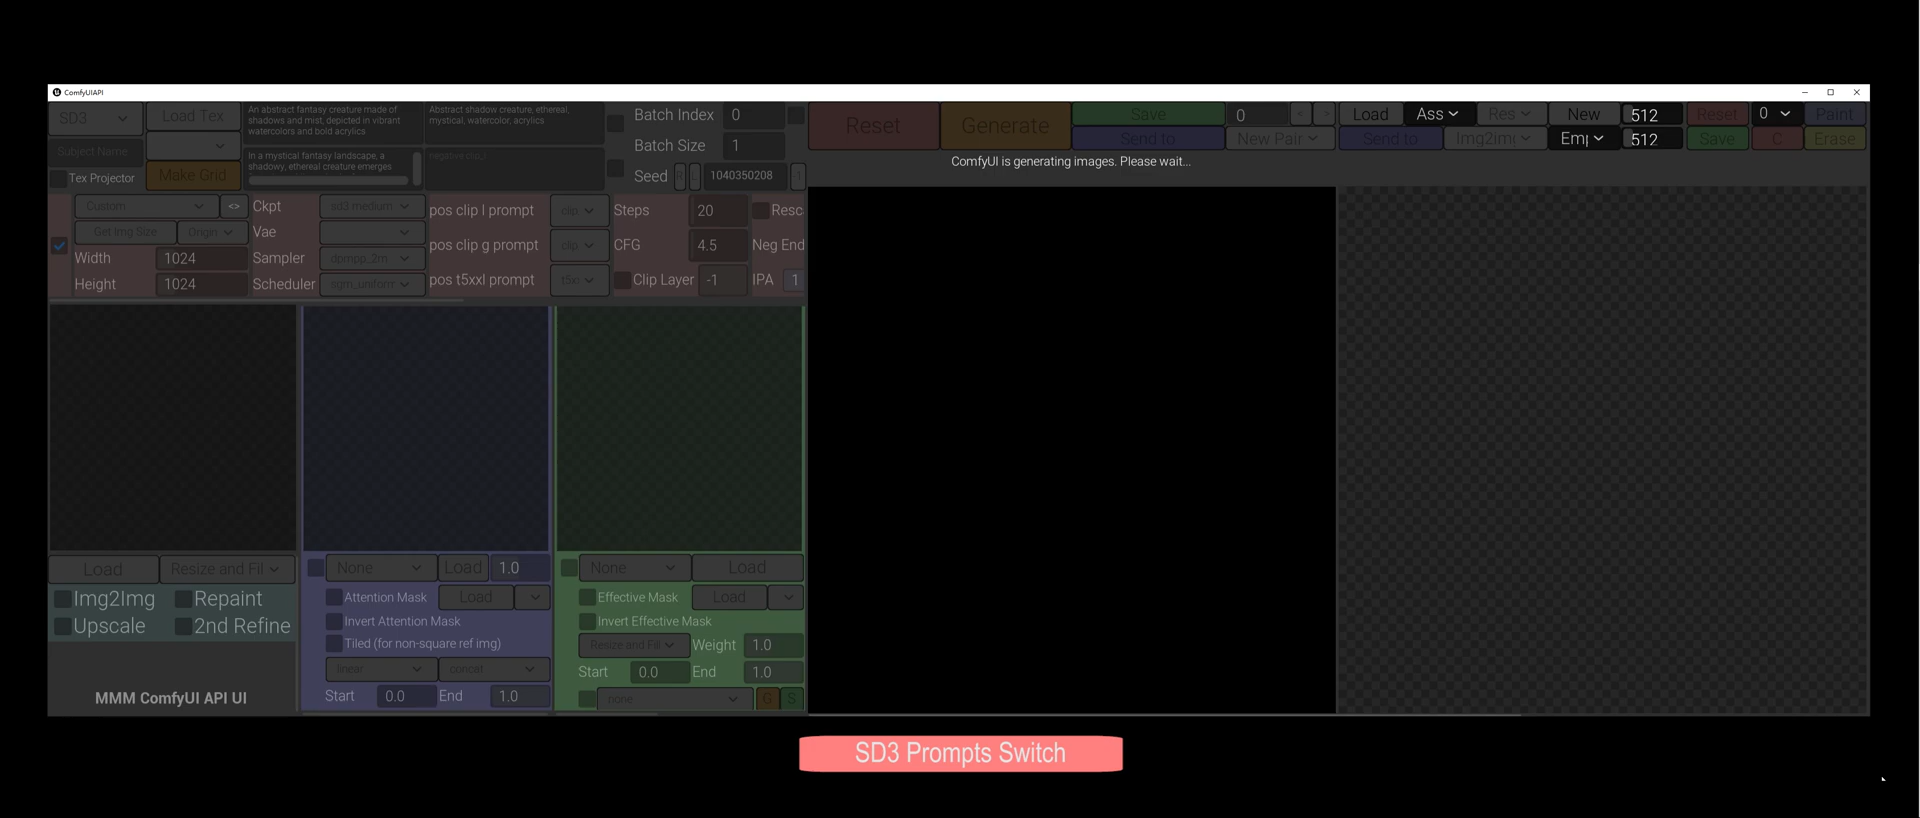 ComfyUIAPI
SD3
Load Tex
Subject Name
Tex Projector
Make Grid
An abstract fantasy creature made of
shadows and mist, depicted in vibrant
watercolors and bold acrylics
Abstract shadow creature, ethereal,
mystical, watercolor, acrylics
In a mystical fantasy landscape, a
shadowy, ethereal creature emerges
negative clip_l
Batch Index 0
Batch Size 1
Seed 1040350208 -1
Custom <>
Get Img Size Origin
Width 1024
Height 1024
Ckpt sd3 medium
Vae
Sampler dpmpp_2m
Scheduler sgm_uniform
pos clip l prompt clip
pos clip g prompt clip
pos t5xxl prompt t5x
Steps 20 Resc
CFG 4.5 Neg End
Clip Layer -1 IPA 1
Reset Generate
Save 0 < >
Send to New Pair
ComfyUI is generating images. Please wait...
Load Ass Res New 512
Send to Img2im Em 512
Reset 0 Paint
Save C Erase
Load Resize and Fil
Img2Img Repaint
Upscale 2nd Refine
MMM ComfyUI API UI
None Load 1.0
Attention Mask Load
Invert Attention Mask
Tiled (for non-square ref img)
linear concat
Start 0.0 End 1.0
None Load
Effective Mask Load
Invert Effective Mask
Resize and Fill Weight 1.0
Start 0.0 End 1.0
none G S
SD3 Prompts Switch